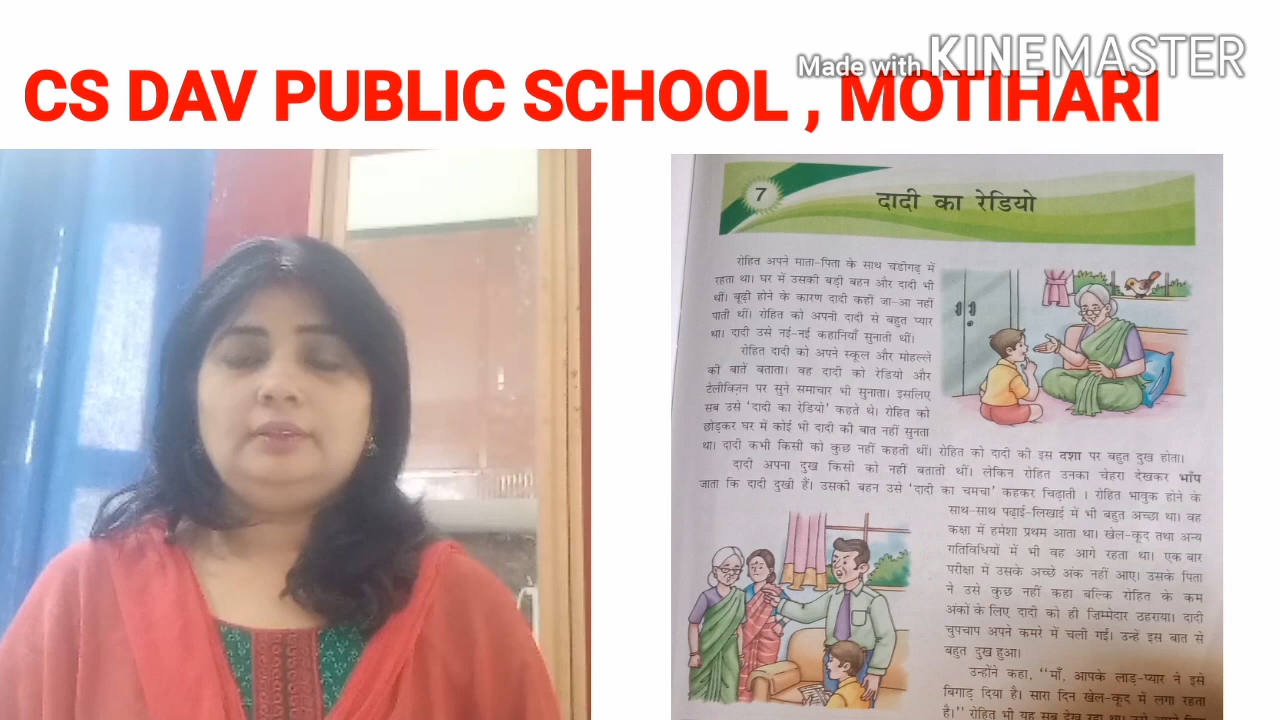 Made with KINEMASTER
CS DAV PUBLIC SCHOOL , MOTIHARI
7
दादी का रेडियो
रोहित अपने माता-पिता के साथ चंडीगढ़ में
रहता था। घर में उसकी बड़ी बहन और दादी भी
थीं। बूढ़ी होने के कारण दादी कहीं जा-आ नहीं
पाती थीं। रोहित को अपनी दादी से बहुत प्यार
था। दादी उसे नई-नई कहानियाँ सुनाती थीं।
रोहित दादी को अपने स्कूल और मोहल्ले
की बातें बताता। वह दादी को रेडियो और
टेलीविज़न पर सुने समाचार भी सुनाता। इसलिए
सब उसे ‘दादी का रेडियो’ कहते थे। रोहित को
छोड़कर घर में कोई भी दादी की बात नहीं सुनता
था। दादी कभी किसी को कुछ नहीं कहती थीं। रोहित को दादी की इस दशा पर बहुत दुख होता।
दादी अपना दुख किसी को नहीं बताती थीं। लेकिन रोहित उनका चेहरा देखकर भाँप
जाता कि दादी दुखी हैं। उसकी बहन उसे ‘दादी का चमचा’ कहकर चिढ़ाती । रोहित भावुक होने के
साथ-साथ पढ़ाई-लिखाई में भी बहुत अच्छा था। वह
कक्षा में हमेशा प्रथम आता था। खेल-कूद तथा अन्य
गतिविधियों में भी वह आगे रहता था। एक बार
परीक्षा में उसके अच्छे अंक नहीं आए। उसके पिता
ने उसे कुछ नहीं कहा बल्कि रोहित के कम
अंकों के लिए दादी को ही ज़िम्मेदार ठहराया। दादी
चुपचाप अपने कमरे में चली गईं। उन्हें इस बात से
बहुत दुख हुआ।
उन्होंने कहा, “माँ, आपके लाड़-प्यार ने इसे
बिगाड़ दिया है। सारा दिन खेल-कूद में लगा रहता
है।” रोहित भी यह सब देख रहा था।